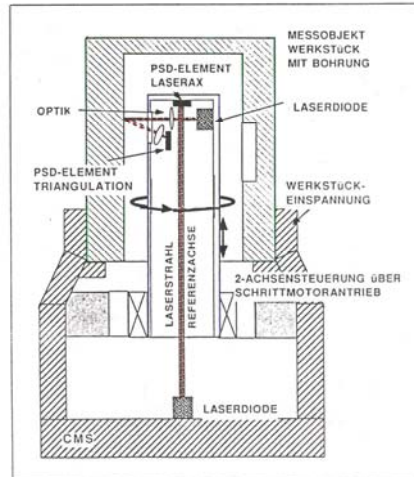 MESSOBJEKT
WERKSTüCK
MIT BOHRUNG
PSD-ELEMENT
LASERAX
OPTIK
LASERDIODE
PSD-ELEMENT
TRIANGULATION
WERKSTüCK-
EINSPANNUNG
LASERSTRAHL
REFERENZACHSE
2-ACHSENSTEUERUNG üBER
SCHRITTMOTORANTRIEB
LASERDIODE
CMS